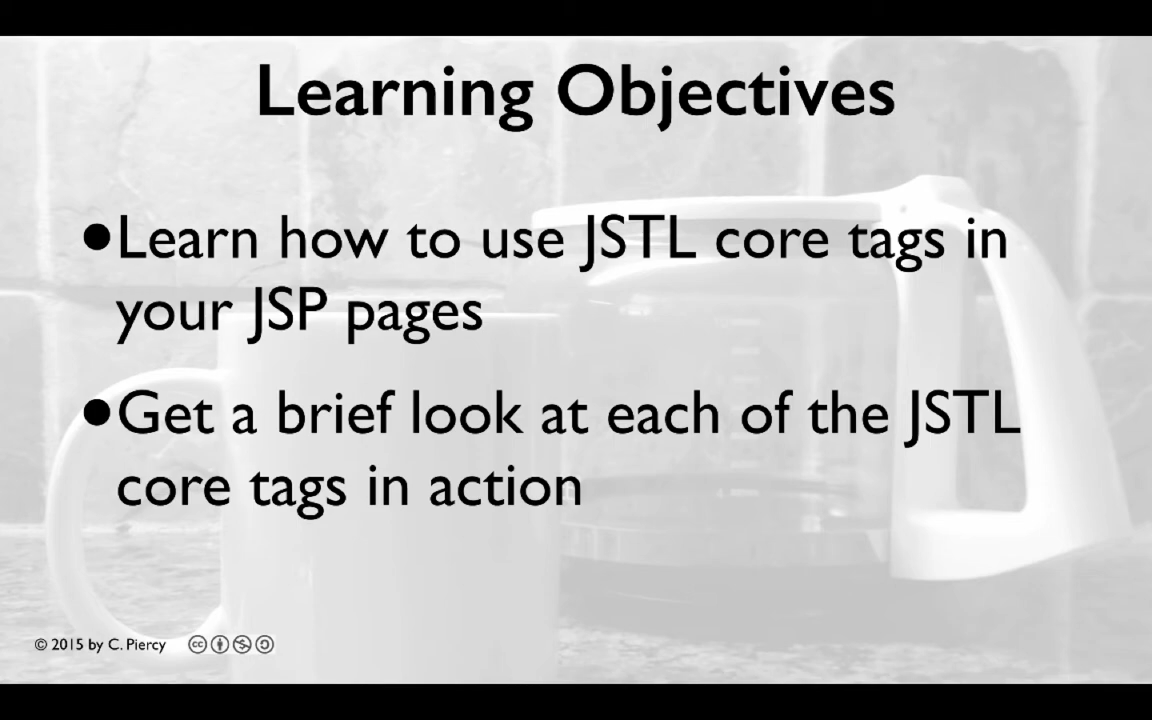 Learning Objectives
•Learn how to use JSTL core tags in
your JSP pages
•Get a brief look at each of the JSTL
core tags in action
© 2015 by C. Piercy